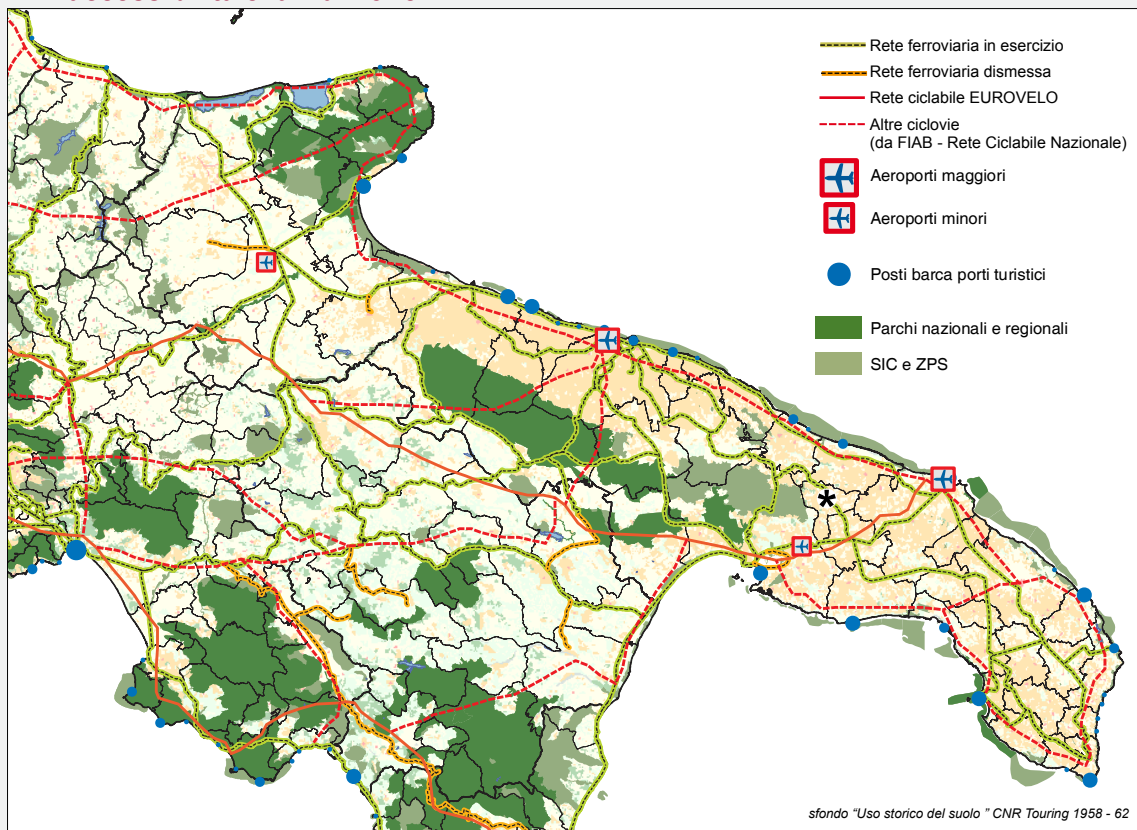 Rete ferroviaria in esercizio
Rete ferroviaria dismessa
Rete ciclabile EUROVELO
Altre ciclovie
(da FIAB - Rete Ciclabile Nazionale)
Aeroporti maggiori
Aeroporti minori
Posti barca porti turistici
Parchi nazionali e regionali
SIC e ZPS
*
sfondo "Uso storico del suolo " CNR Touring 1958 - 62